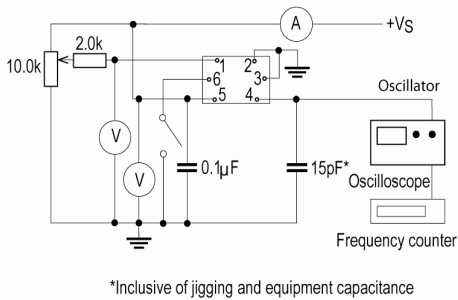 A
+VS
2.0k
10.0k
1
2
6
3
5
4
Oscillator
V
V
0.1µF
15pF*
Oscilloscope
Frequency counter
*Inclusive of jigging and equipment capacitance